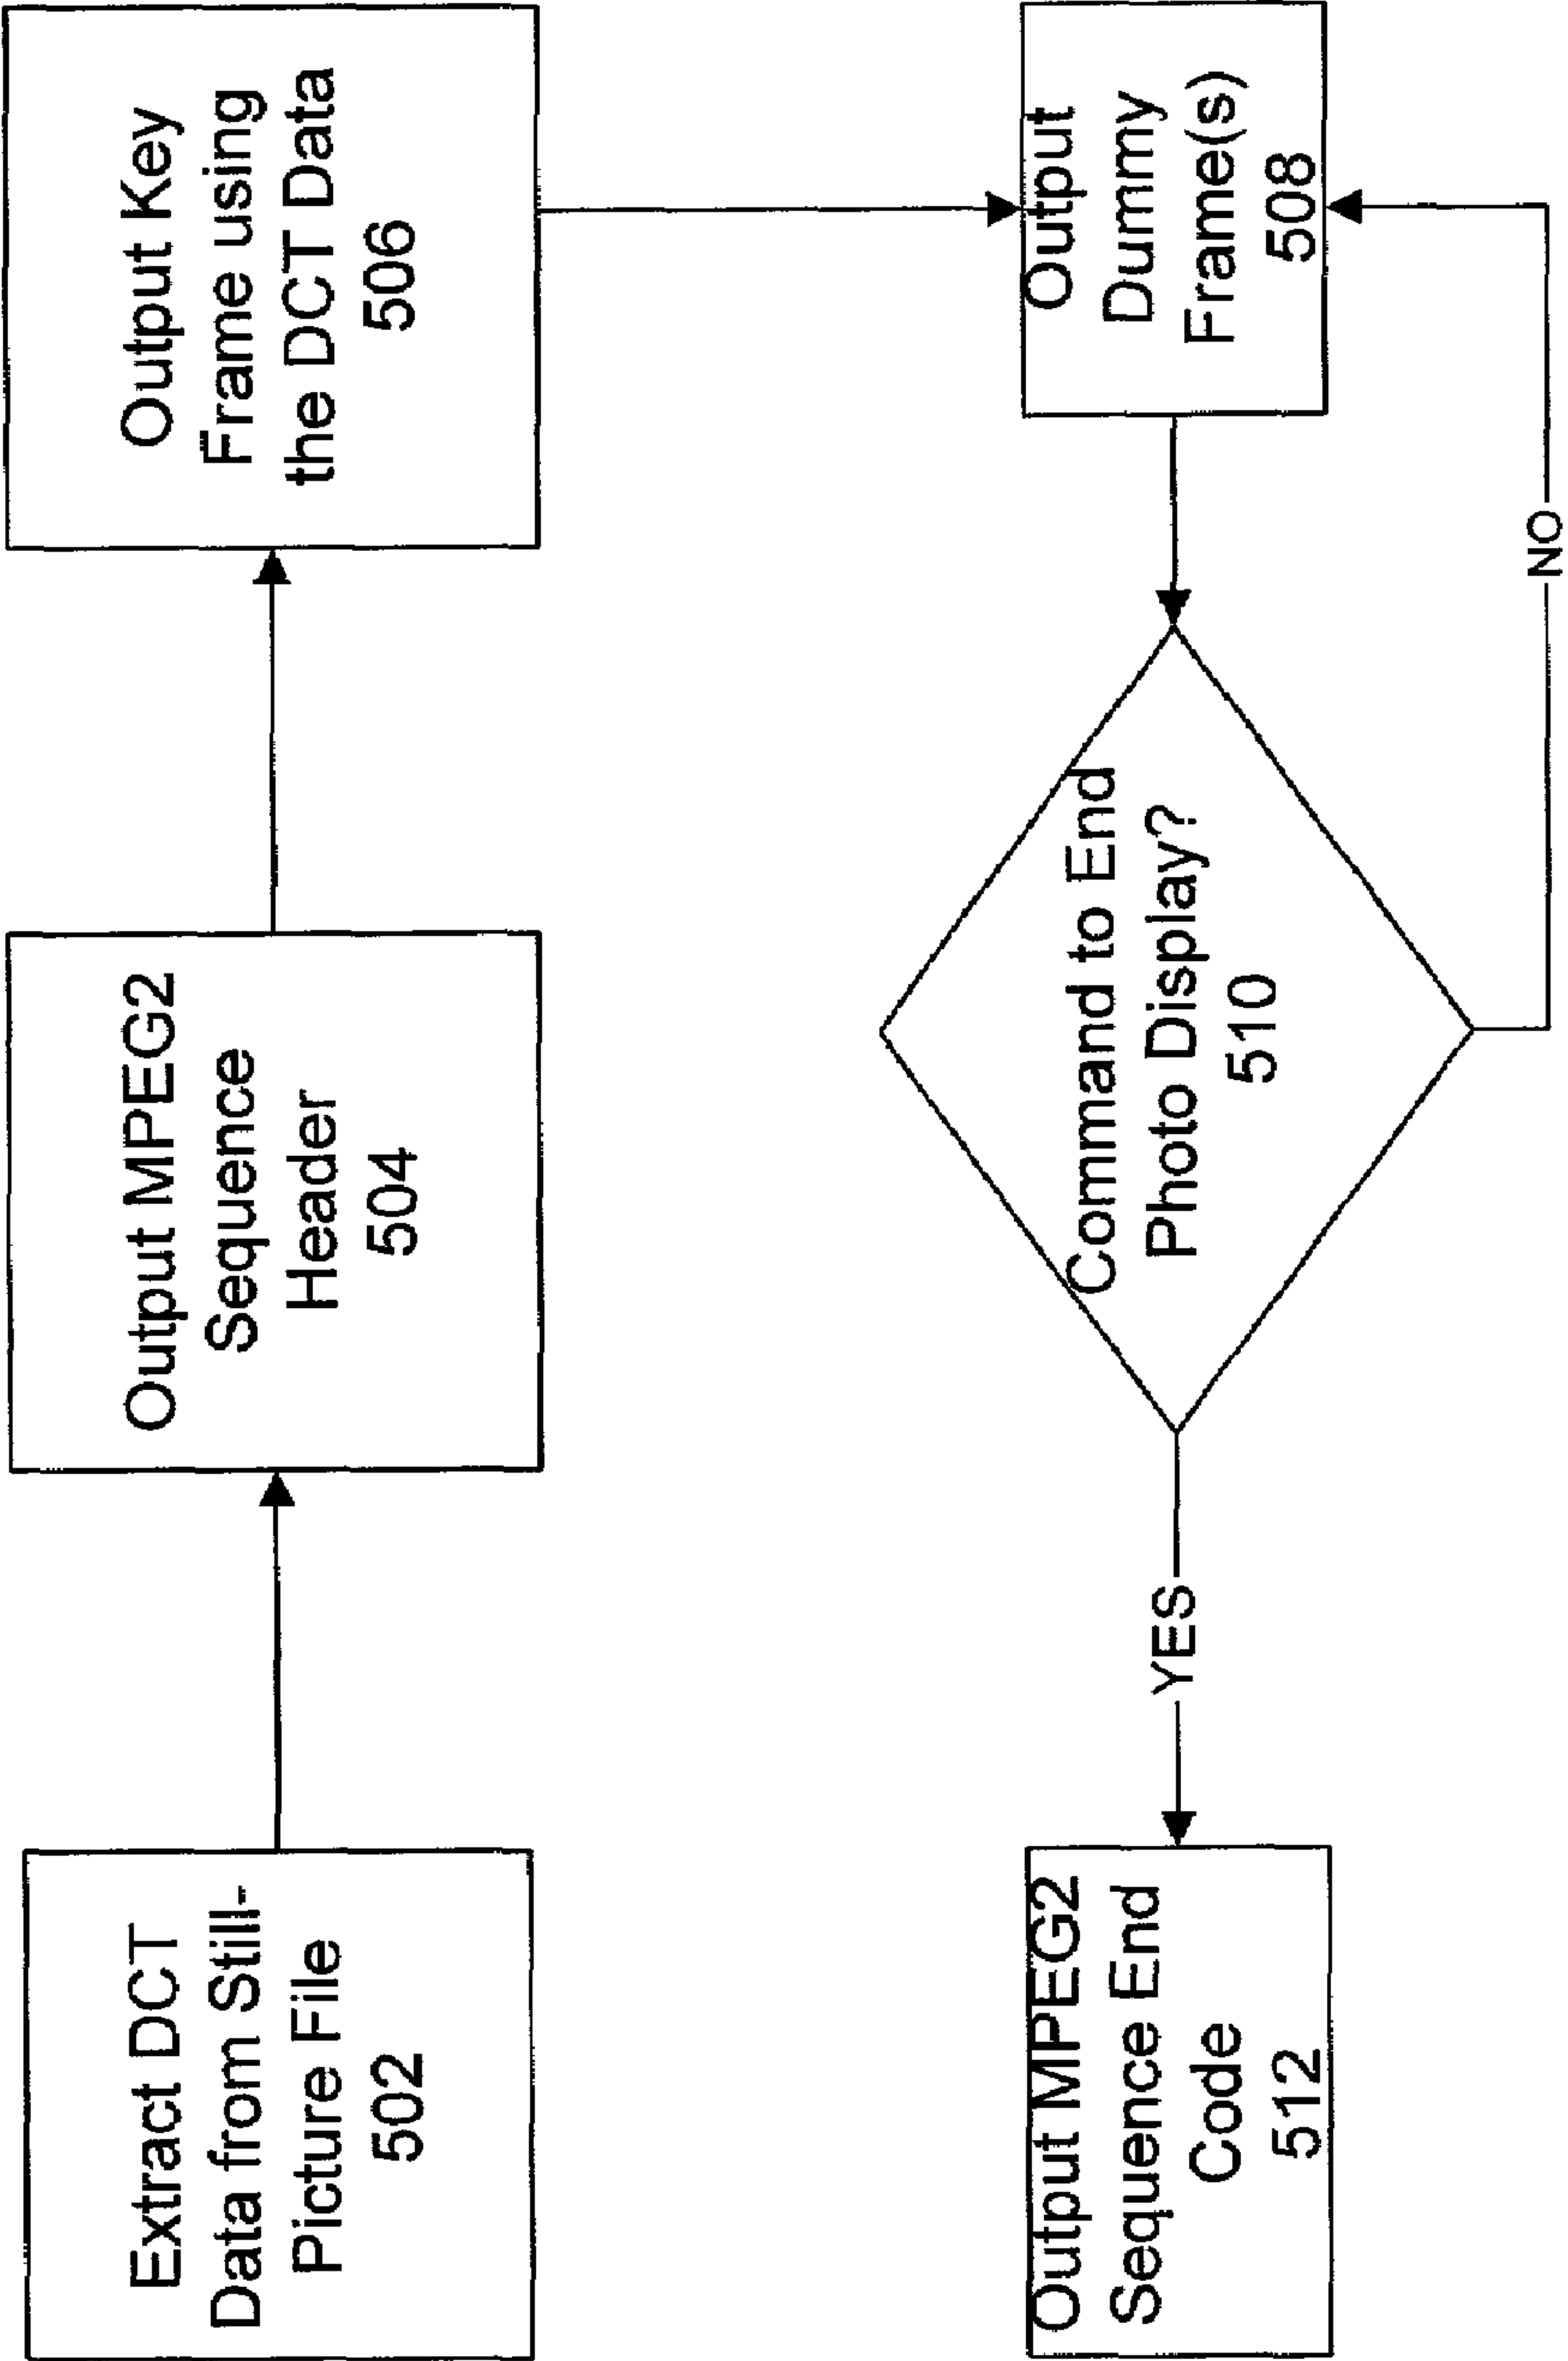 Extract DCT
Data from Still-
Picture File
502
Output MPEG2
Sequence
Header
504
Output Key
Frame using
the DCT Data
506
Output
Dummy
Frame(s)
508
Command to End
Photo Display?
510
NO
YES
Output MPEG2
Sequence End
Code
512